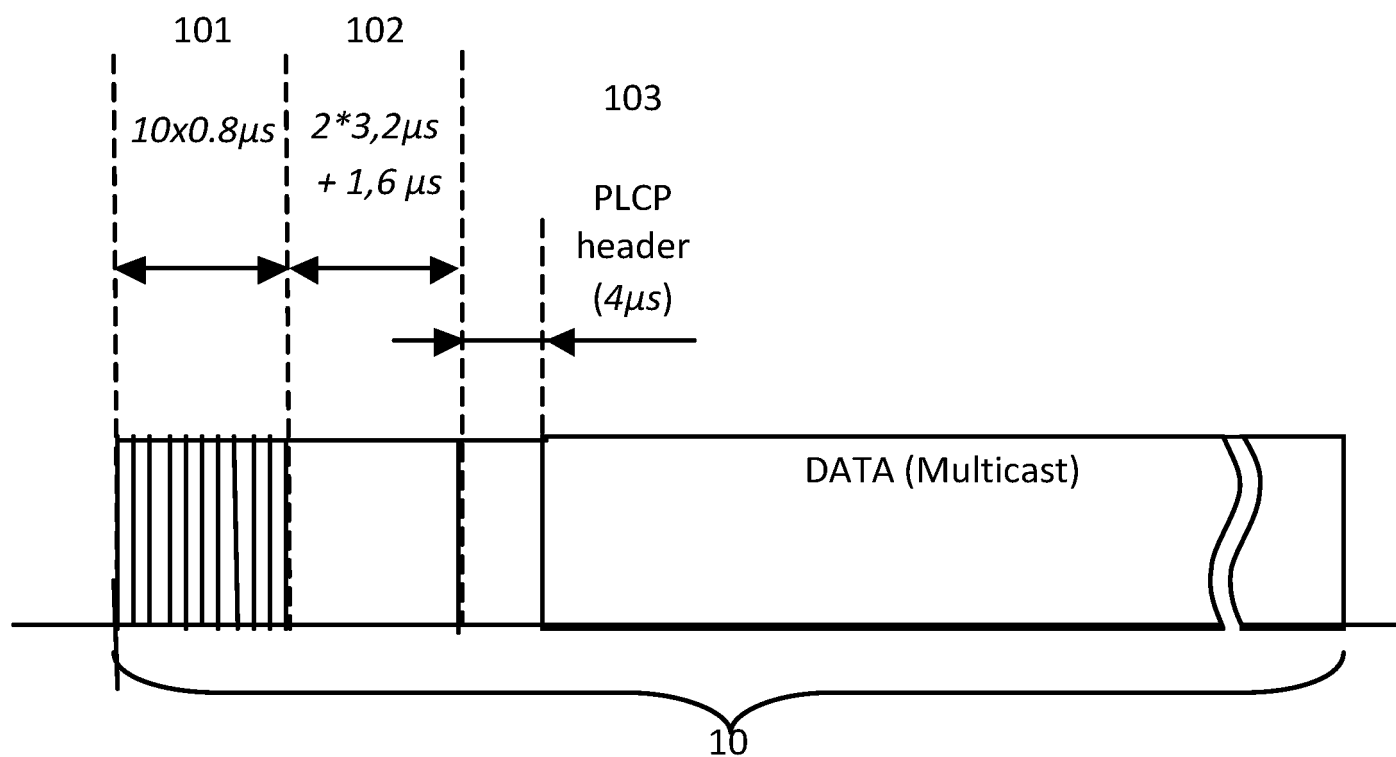 101
102
103
10x0.8μs
2*3,2μs
+ 1,6 μs
PLCP
header
(4μs)
DATA (Multicast)
10